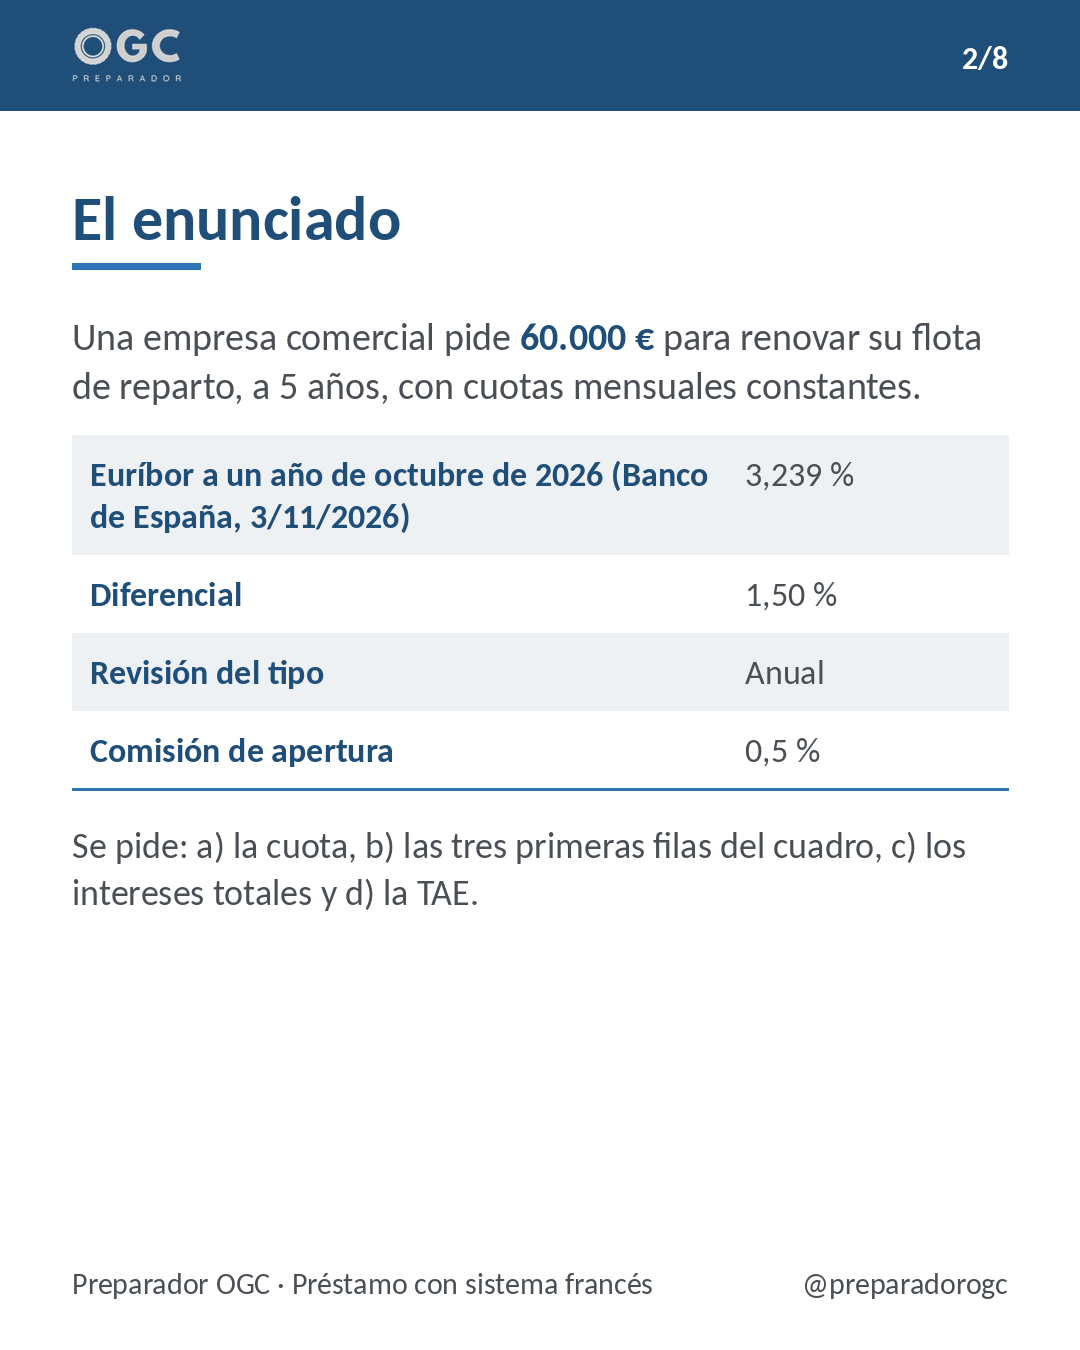 OGC
PREPARADOR
2/8
El enunciado
Una empresa comercial pide 60.000 € para renovar su flota
de reparto, a 5 años, con cuotas mensuales constantes.
Euríbor a un año de octubre de 2026 (Banco 3,239 %
de España, 3/11/2026)
Diferencial 1,50 %
Revisión del tipo Anual
Comisión de apertura 0,5 %
Se pide: a) la cuota, b) las tres primeras filas del cuadro, c) los
intereses totales y d) la TAE.
Preparador OGC · Préstamo con sistema francés @preparadorogc